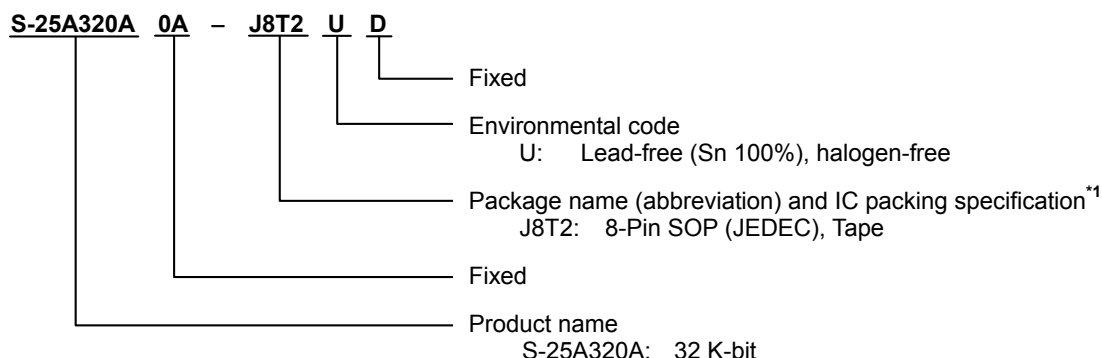 S-25A320A 0A – J8T2 U D
Fixed
Environmental code
U: Lead-free (Sn 100%), halogen-free
Package name (abbreviation) and IC packing specification*1
J8T2: 8-Pin SOP (JEDEC), Tape
Fixed
Product name
S-25A320A: 32 K-bit